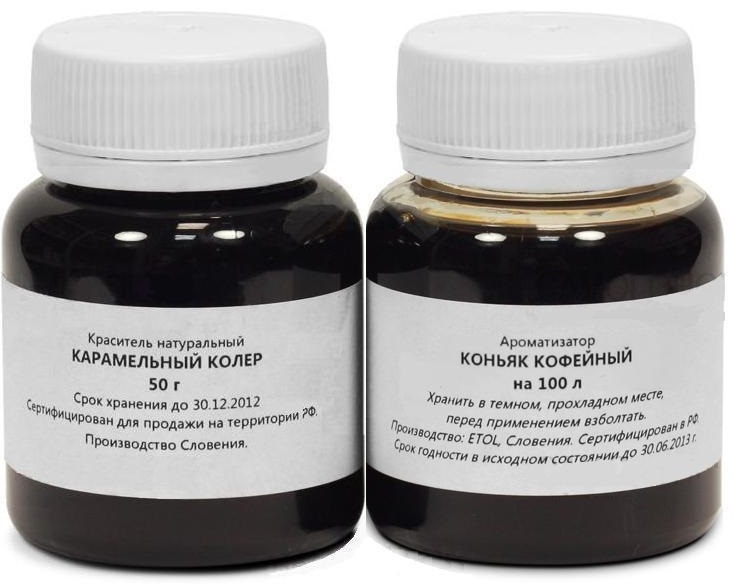 Краситель натуральный
КАРАМЕЛЬНЫЙ КОЛЕР
50 г
Срок хранения до 30.12.2012
Сертифицирован для продажи на территории РФ.
Производство Словения.
Ароматизатор
КОНЬЯК КОФЕЙНЫЙ
на 100 л
Хранить в темном, прохладном месте,
перед применением взболтать.
Производство: ETOL, Словения. Сертифицирован в РФ.
Срок годности в исходном состоянии до 30.06.2013 г.